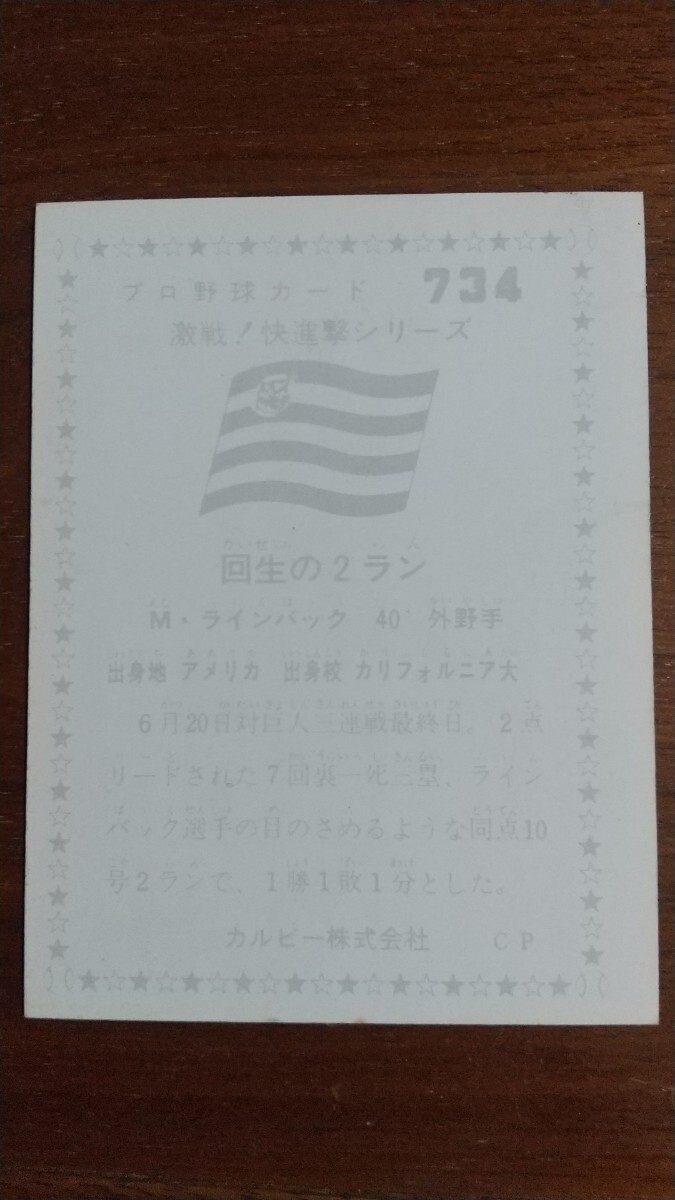 プロ野球カード 734
激戦！快進撃シリーズ
回生の2ラン
M・ラインバック 40 外野手
出身地 アメリカ 出身校 カリフォルニア大
6月20日対巨人三連戦最終日。2点
リードされた7回裏一死三塁、ライン
バック選手の目のさめるような同点10
号2ランで、1勝1敗1分とした。
カルビー株式会社 CP